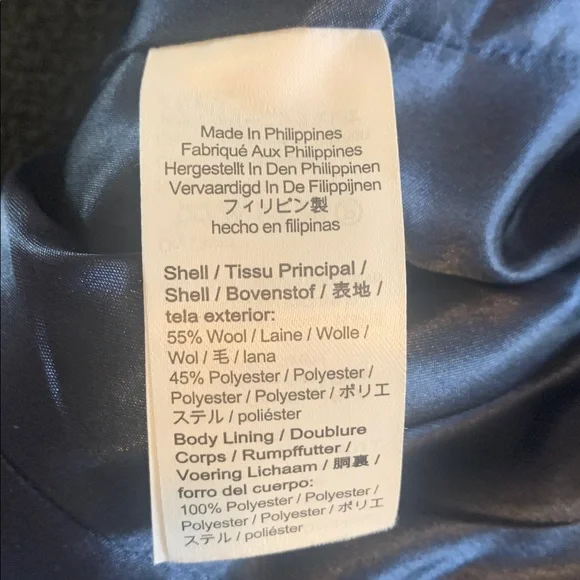 Made In Philippines
Fabriqué Aux Philippines
Hergestellt In Den Philippinen
Vervaardigd In De Filippijnen
フィリピン製
hecho en filipinas
Shell / Tissu Principal /
Shell / Bovenstof / 表地 /
tela exterior:
55% Wool / Laine / Wolle /
Wol / 毛 / lana
45% Polyester / Polyester /
Polyester / Polyester / ポリエ
ステル / poliéster
Body Lining / Doublure
Corps / Rumpffutter /
Voering Lichaam / 胴裏 /
forro del cuerpo:
100% Polyester / Polyester /
Polyester / Polyester / ポリエ
ステル / poliéster